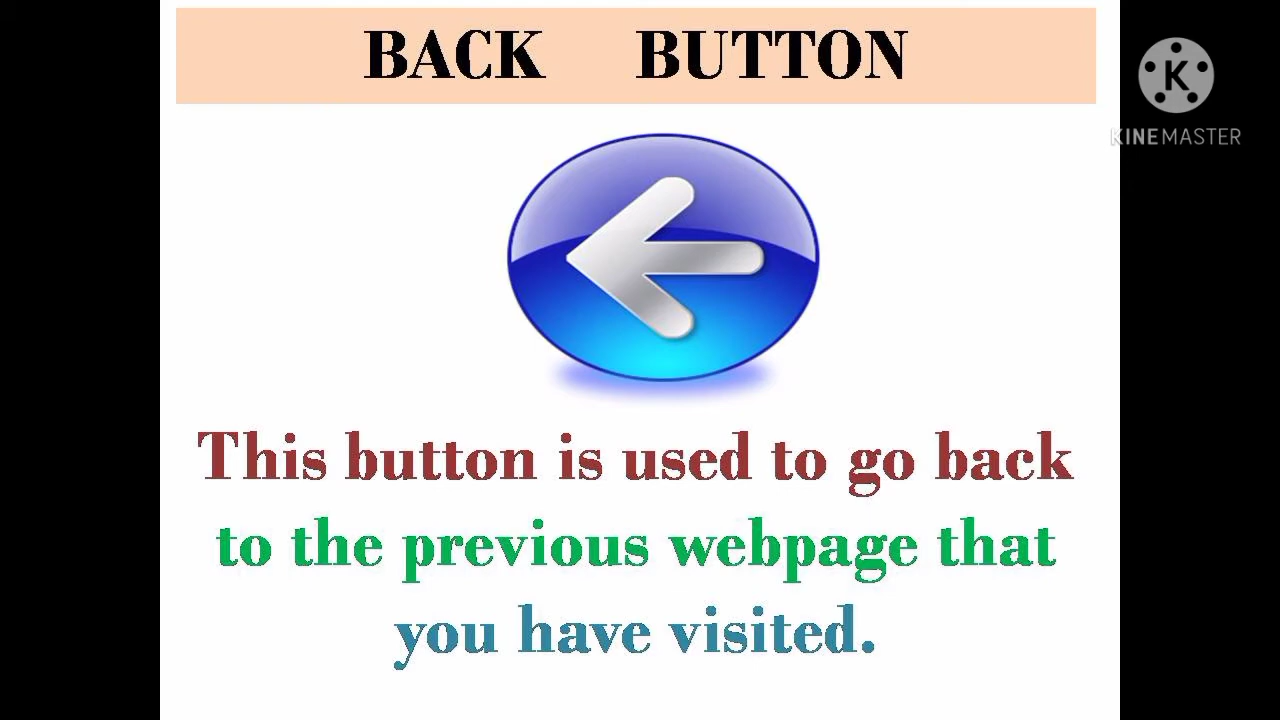 BACK BUTTON
K
KINEMASTER
This button is used to go back
to the previous webpage that
you have visited.